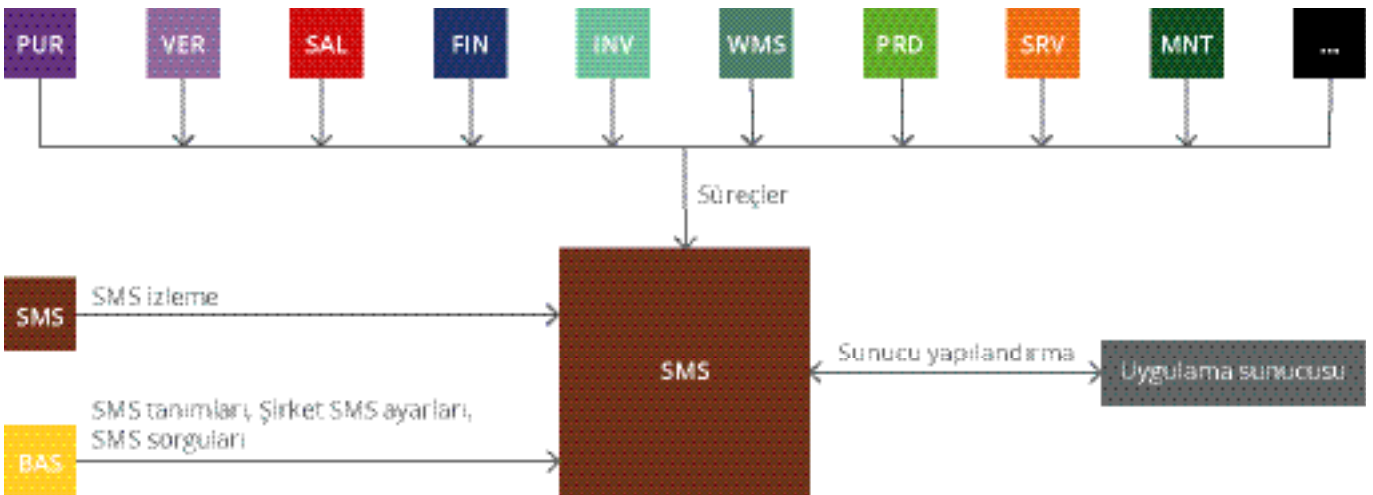 PUR
VER
SAL
FIN
INV
WMS
PRD
SRV
MNT
...
Süreçler
SMS izleme
SMS
SMS
Sunucu yapılandırma
Uygulama sunucusu
SMS tanımları, Şirket SMS ayarları,
SMS sorguları
BAS